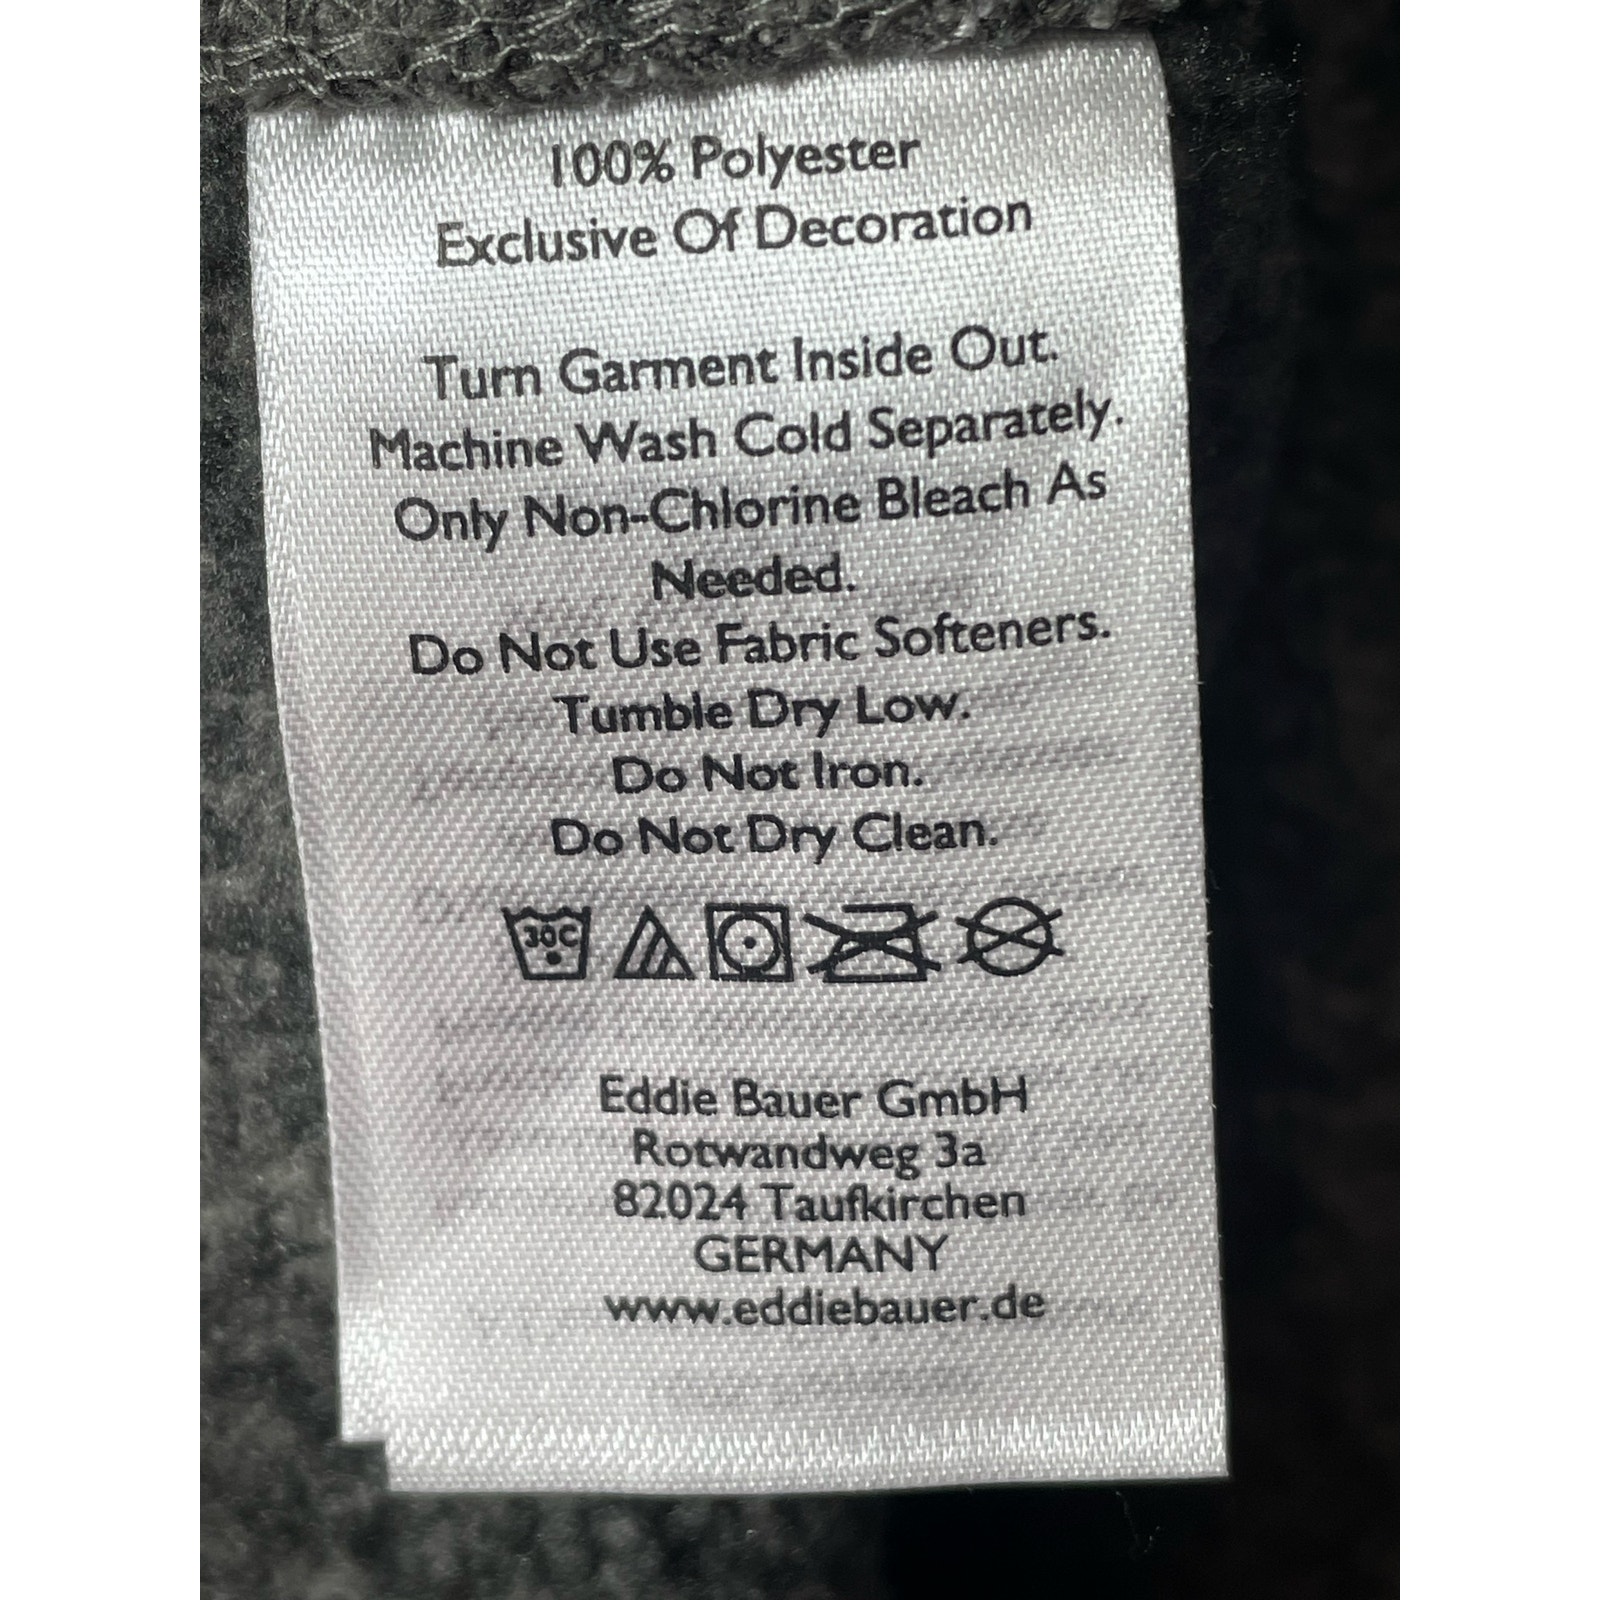 100% Polyester
Exclusive Of Decoration
Turn Garment Inside Out.
Machine Wash Cold Separately.
Only Non-Chlorine Bleach As
Needed.
Do Not Use Fabric Softeners.
Tumble Dry Low.
Do Not Iron.
Do Not Dry Clean.
30C
Eddie Bauer GmbH
Rotwandweg 3a
82024 Taufkirchen
GERMANY
www.eddiebauer.de